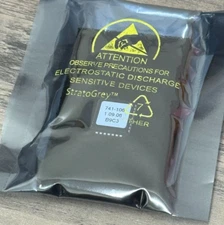 ATTENTION
OBSERVE PRECAUTIONS FOR
ELECTROSTATIC DISCHARGE
SENSITIVE DEVICES
StratoGrey™